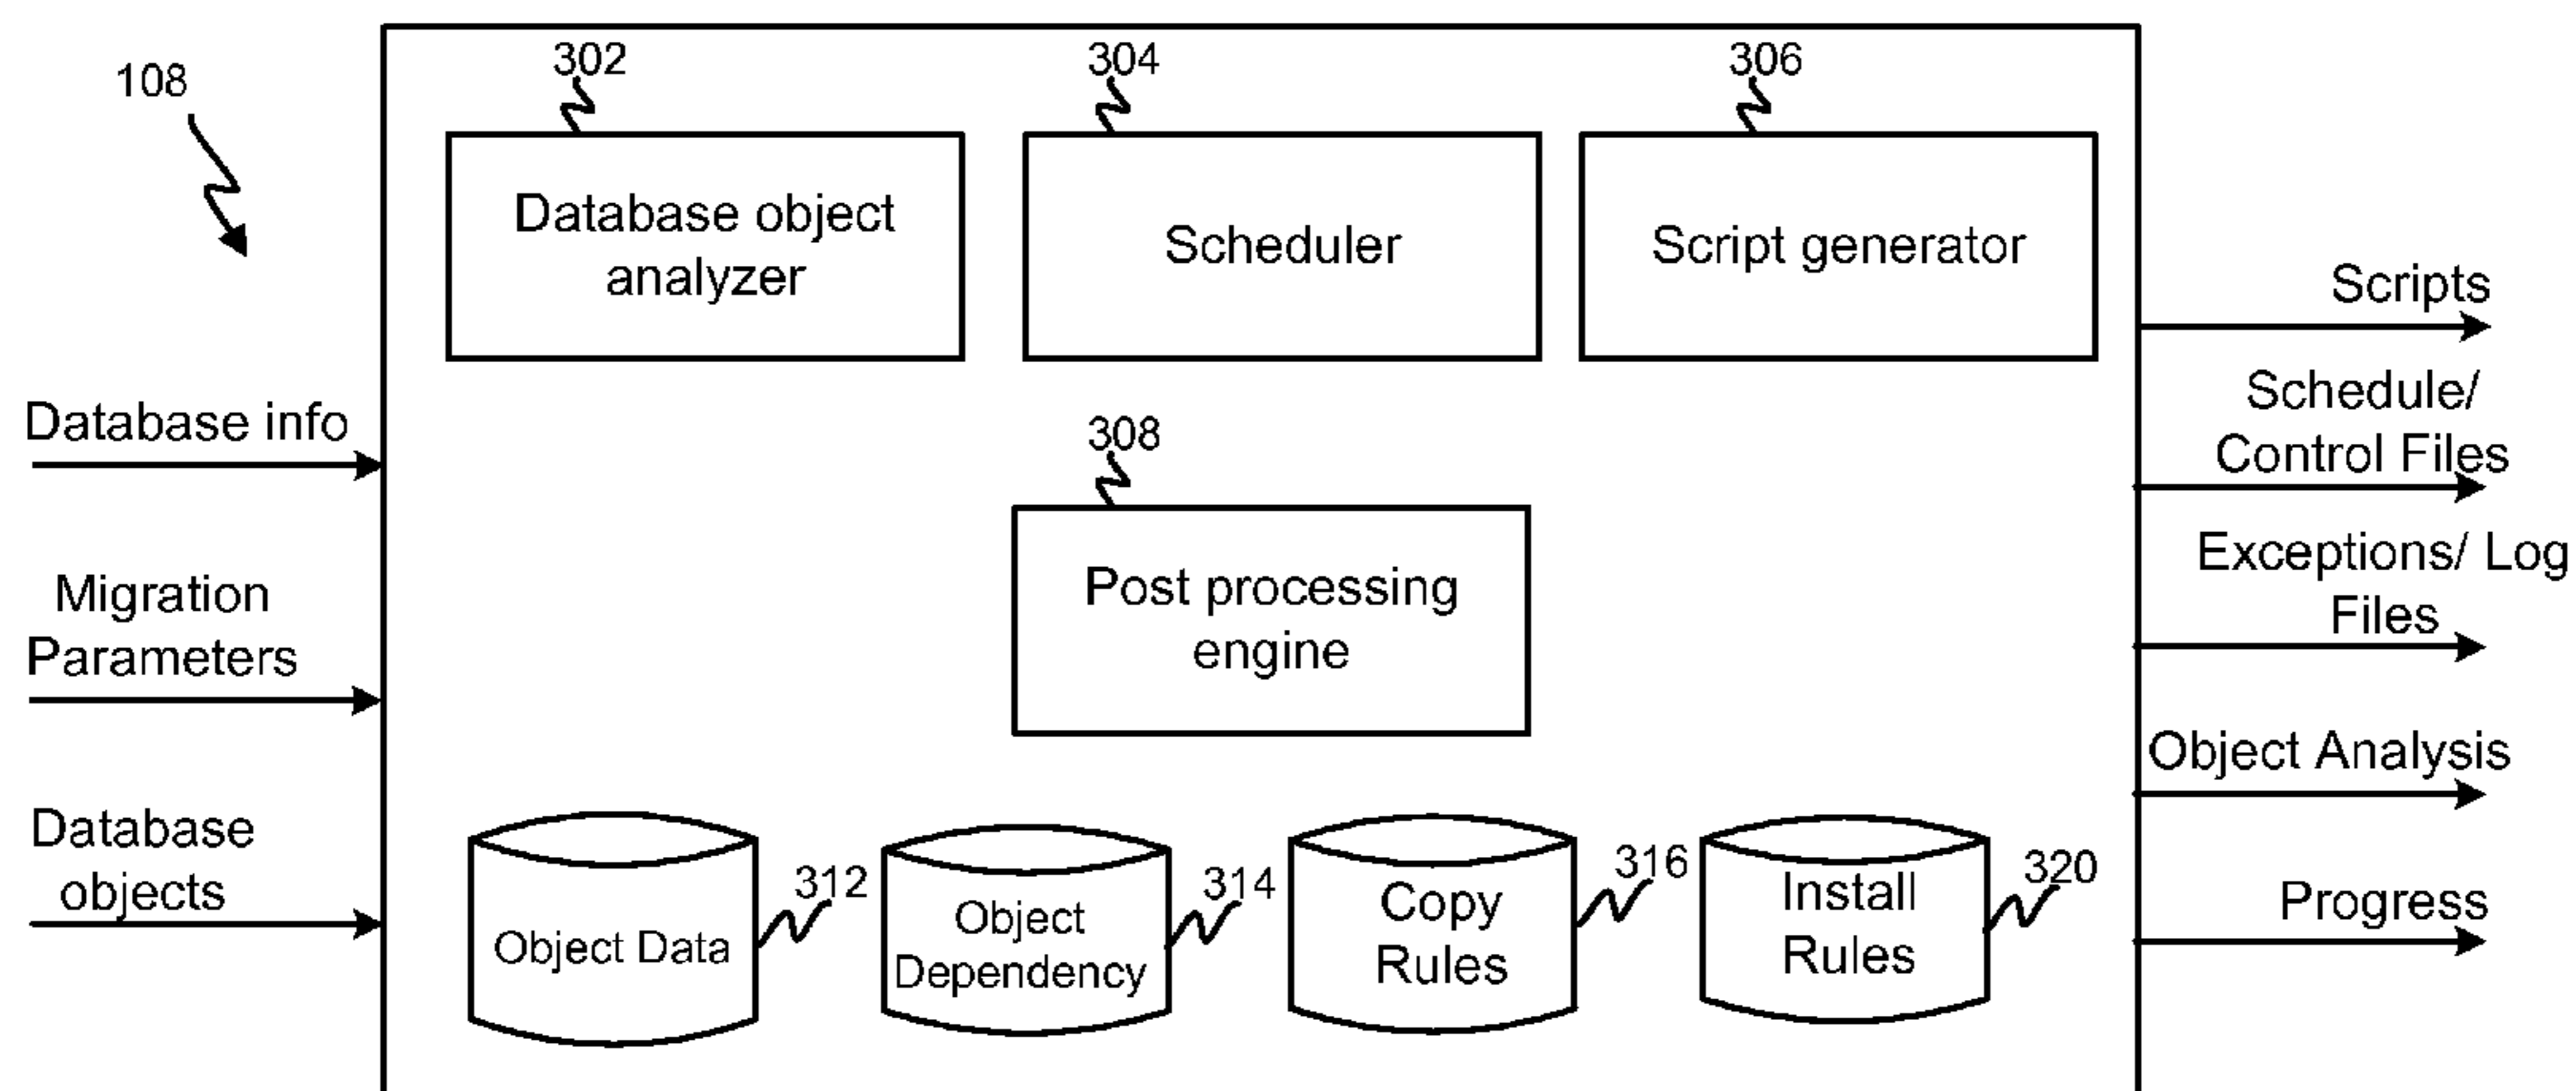 108
302
304
306
Database object
analyzer
Scheduler
Script generator
Database info
Migration
Parameters
Database
objects
308
Post processing
engine
312
Object Data
314
Object
Dependency
316
Copy
Rules
320
Install
Rules
Scripts
Schedule/
Control Files
Exceptions/ Log
Files
Object Analysis
Progress